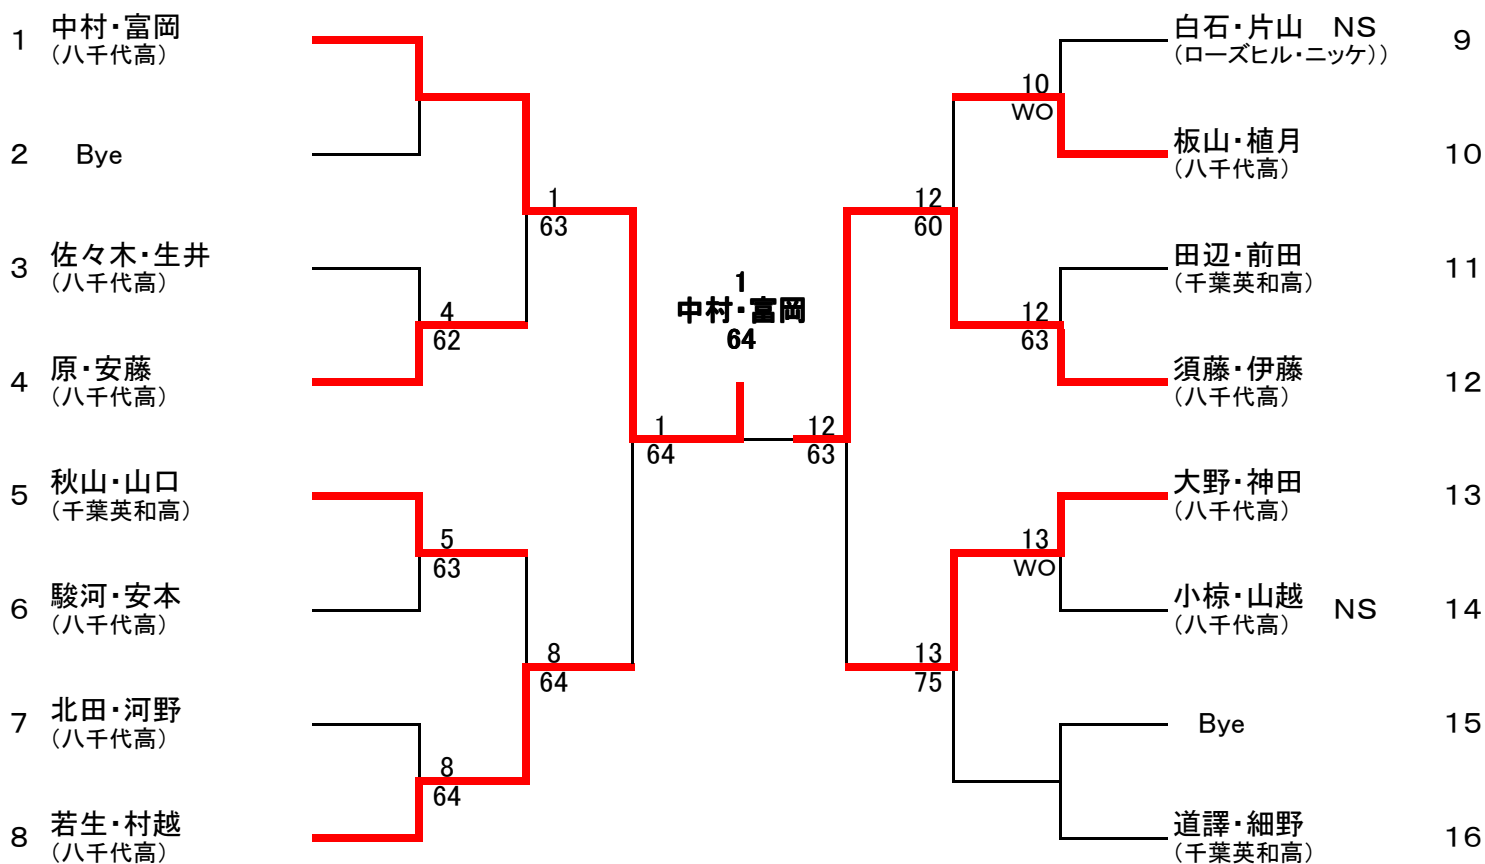 1 中村・富岡
(八千代高)
2 Bye
3 佐々木・生井
(八千代高)
4 原・安藤
(八千代高)
5 秋山・山口
(千葉英和高)
6 駿河・安本
(八千代高)
7 北田・河野
(八千代高)
8 若生・村越
(八千代高)
4
62
5
63
8
64
1
63
8
64
1
64
1
中村・富岡
64
12
63
12
60
13
75
10
WO
12
63
13
WO
白石・片山 NS 9
(ローズヒル・ニッケ))
板山・植月 10
(八千代高)
田辺・前田 11
(千葉英和高)
須藤・伊藤 12
(八千代高)
大野・神田 13
(八千代高)
小椋・山越 NS 14
(八千代高)
Bye 15
道譯・細野 16
(千葉英和高)